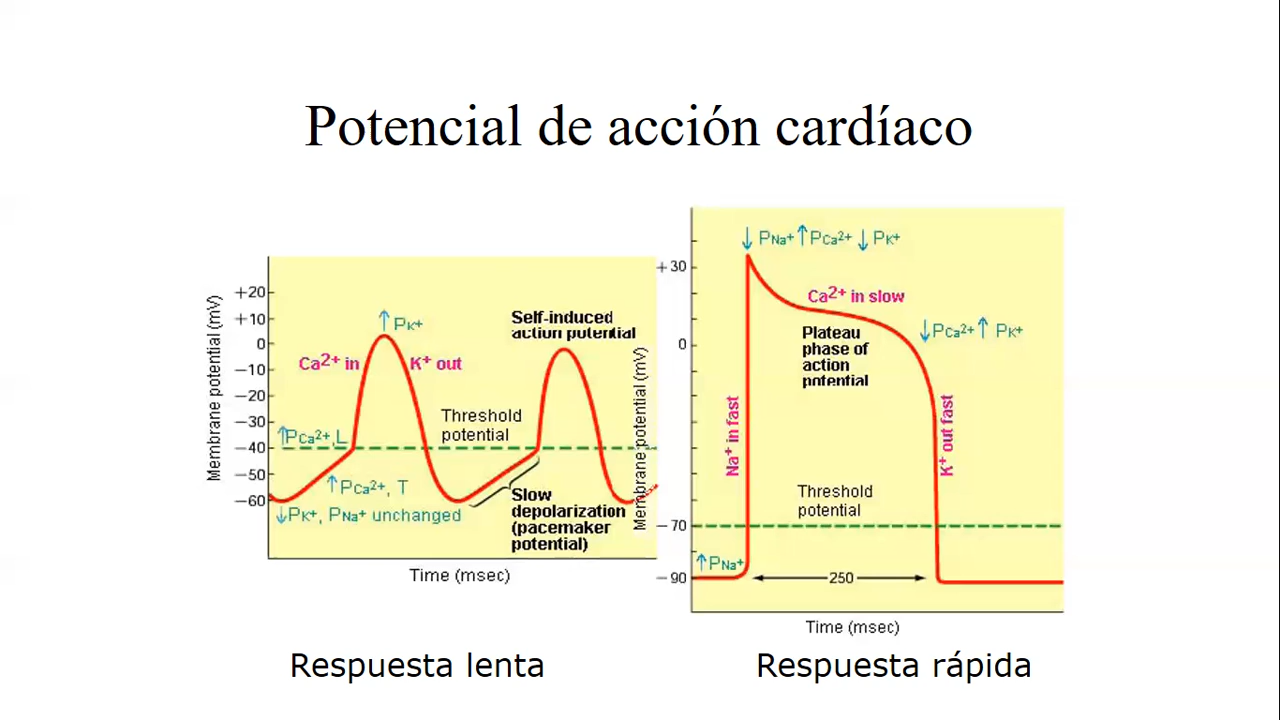 Potencial de acción cardíaco
Membrane potential (mV)
+20
+10
0
−10
−20
−30
−40
−50
−60
↑ PK+
Ca2+ in
K+ out
Self-induced
action potential
Threshold
potential
↑PCa2+, L
↑PCa2+, T
↓PK+, PNa+ unchanged
Slow
depolarization
(pacemaker
potential)
Time (msec)
Respuesta lenta
Membrane potential (mV)
+30
0
−70
−90
↓ PNa+ ↑PCa2+ ↓ PK+
Ca2+ in slow
↓PCa2+ ↑ PK+
Plateau
phase of
action
potential
Na+ in fast
K+ out fast
Threshold
potential
↑PNa+
250
Time (msec)
Respuesta rápida